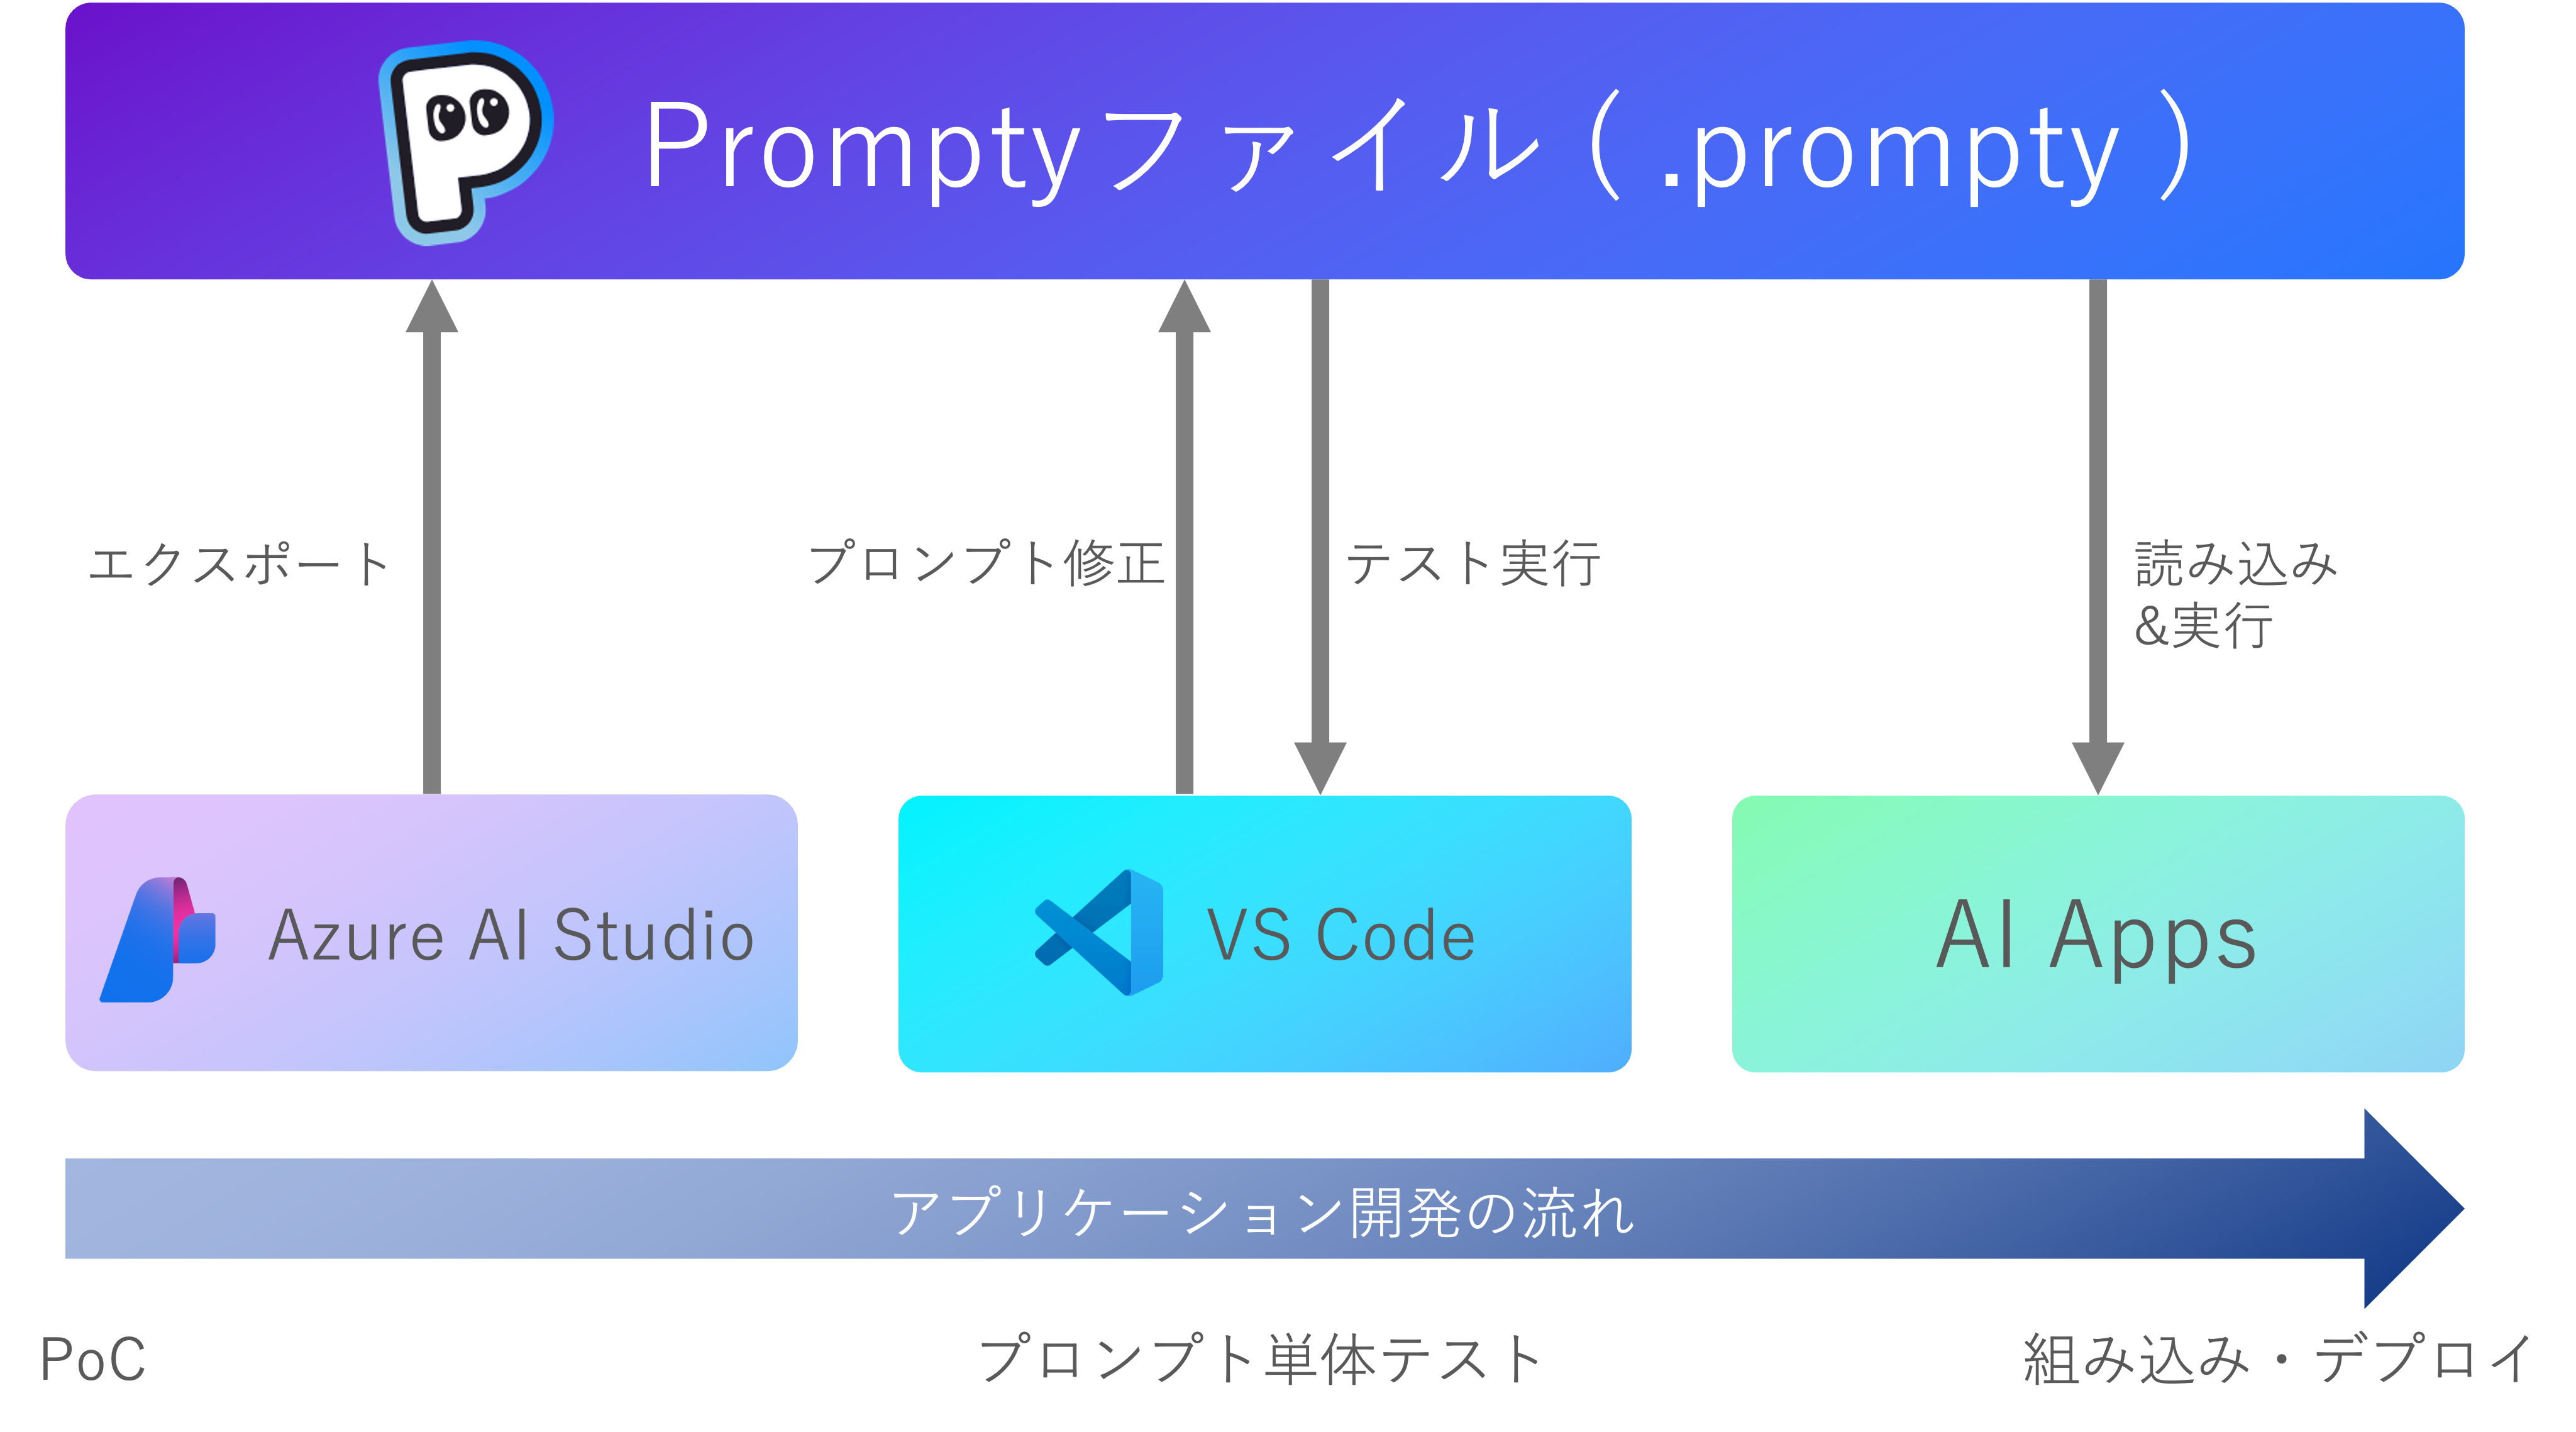 Promptyファイル ( .prompty )
エクスポート
プロンプト修正
テスト実行
読み込み
&実行
Azure AI Studio
VS Code
AI Apps
アプリケーション開発の流れ
PoC
プロンプト単体テスト
組み込み・デプロイ